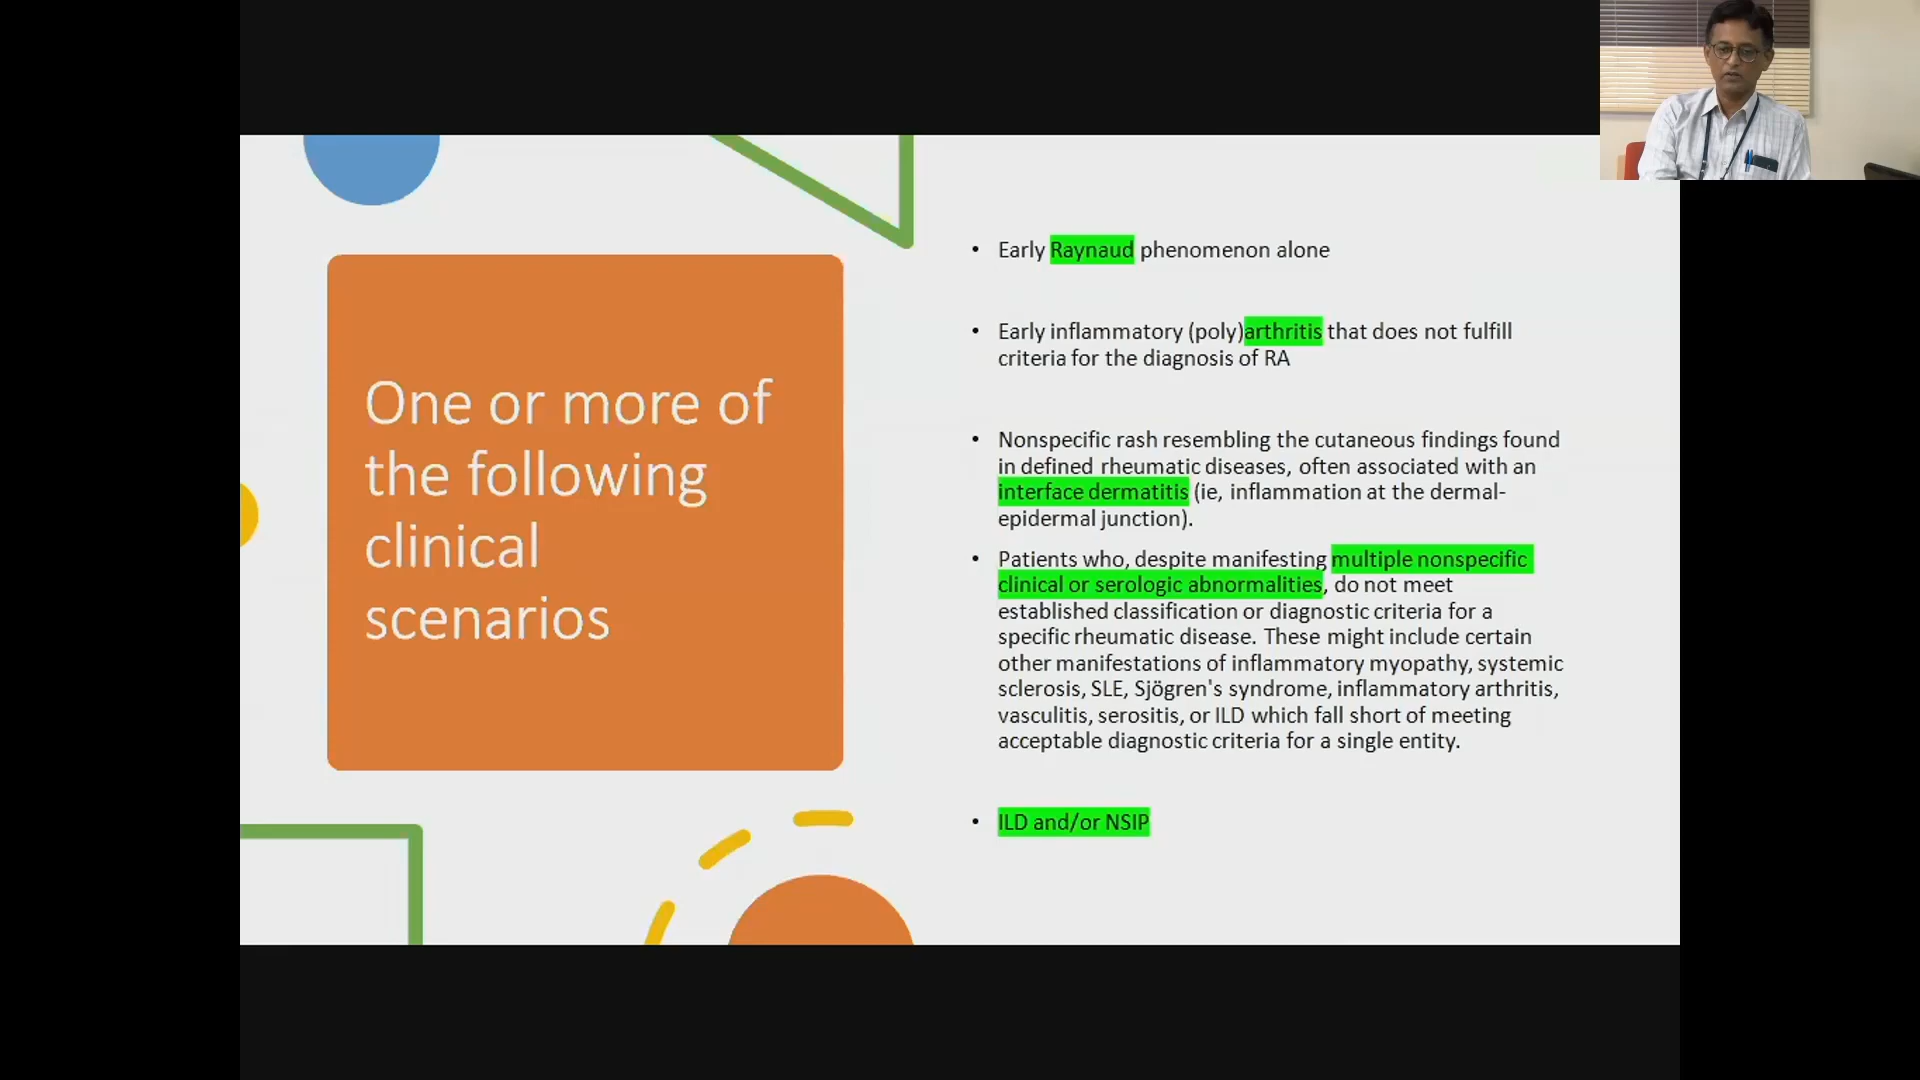 One or more of
the following
clinical
scenarios
• Early Raynaud phenomenon alone
• Early inflammatory (poly)arthritis that does not fulfill
criteria for the diagnosis of RA
• Nonspecific rash resembling the cutaneous findings found
in defined rheumatic diseases, often associated with an
interface dermatitis (ie, inflammation at the dermal-
epidermal junction).
• Patients who, despite manifesting multiple nonspecific
clinical or serologic abnormalities, do not meet
established classification or diagnostic criteria for a
specific rheumatic disease. These might include certain
other manifestations of inflammatory myopathy, systemic
sclerosis, SLE, Sjögren's syndrome, inflammatory arthritis,
vasculitis, serositis, or ILD which fall short of meeting
acceptable diagnostic criteria for a single entity.
• ILD and/or NSIP